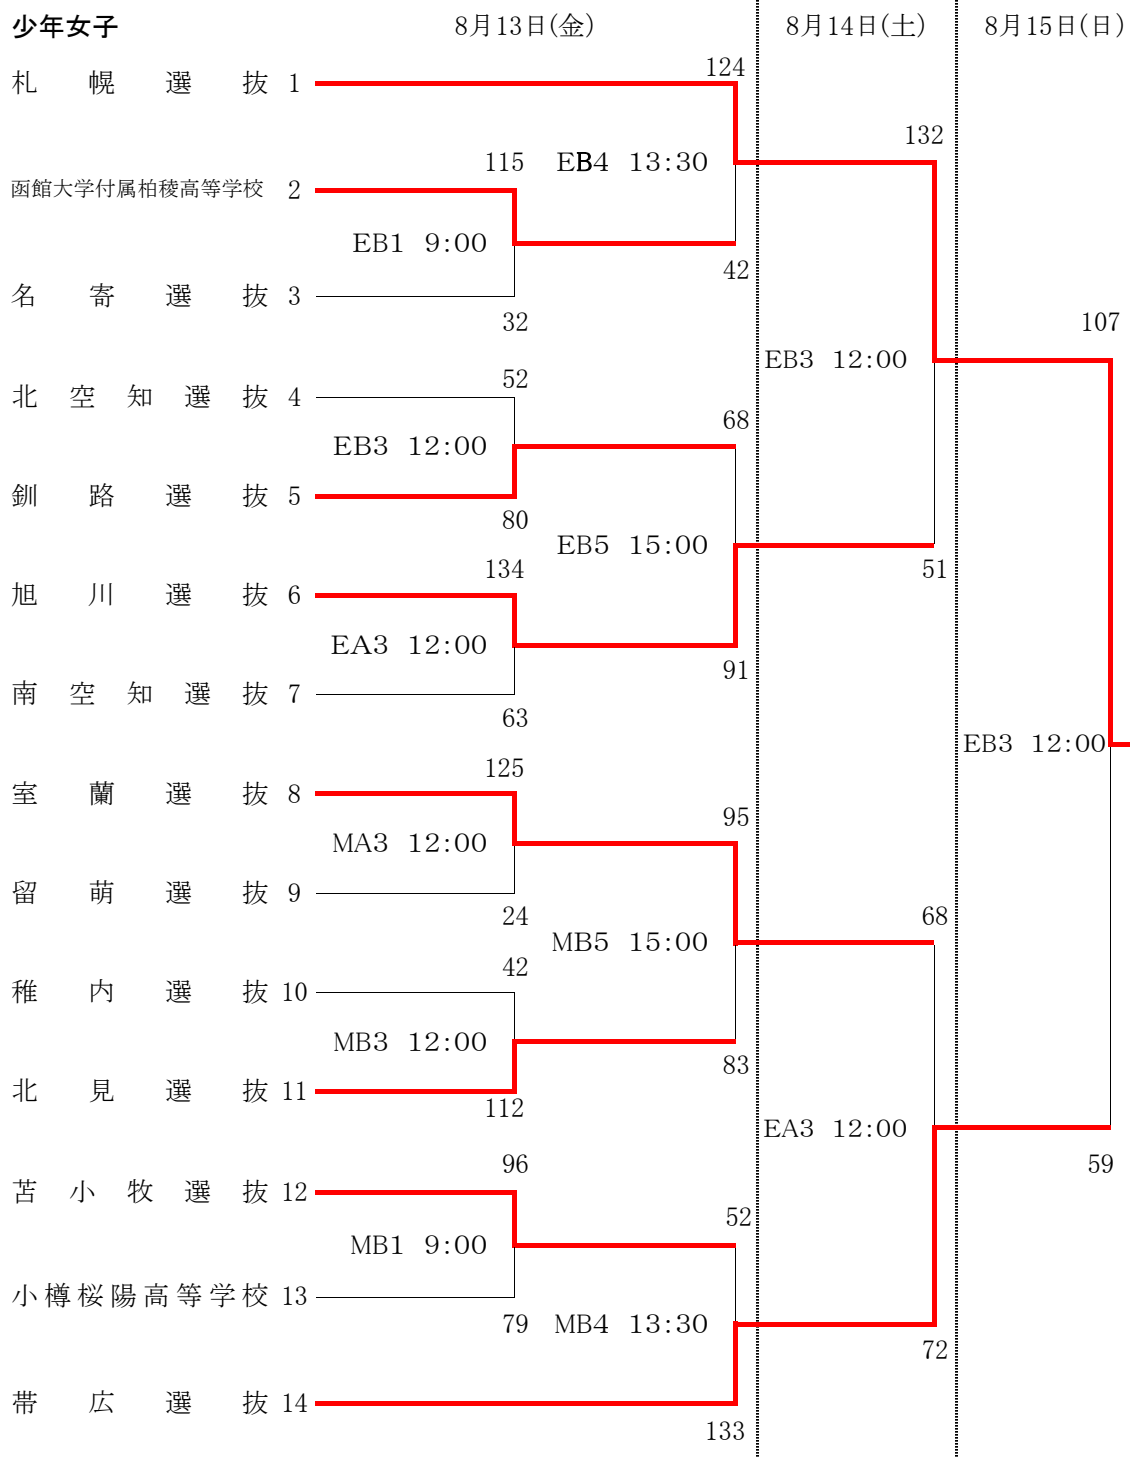 少年女子 8月13日(金) 8月14日(土) 8月15日(日)
124
札幌選抜 1
132
115 EB4 13:30
函館大学付属柏稜高等学校 2
EB1 9:00
42
名寄選抜 3
32
107
EB3 12:00
52
北空知選抜 4
68
EB3 12:00
釧路選抜 5
80
EB5 15:00
134
51
旭川選抜 6
EA3 12:00
91
南空知選抜 7
63
EB3 12:00
125
室蘭選抜 8
95
MA3 12:00
留萌選抜 9
24
68
MB5 15:00
42
稚内選抜 10
MB3 12:00
83
北見選抜 11
112
EA3 12:00
96
59
苫小牧選抜 12
52
MB1 9:00
小樽桜陽高等学校 13
79 MB4 13:30
72
帯広選抜 14
133